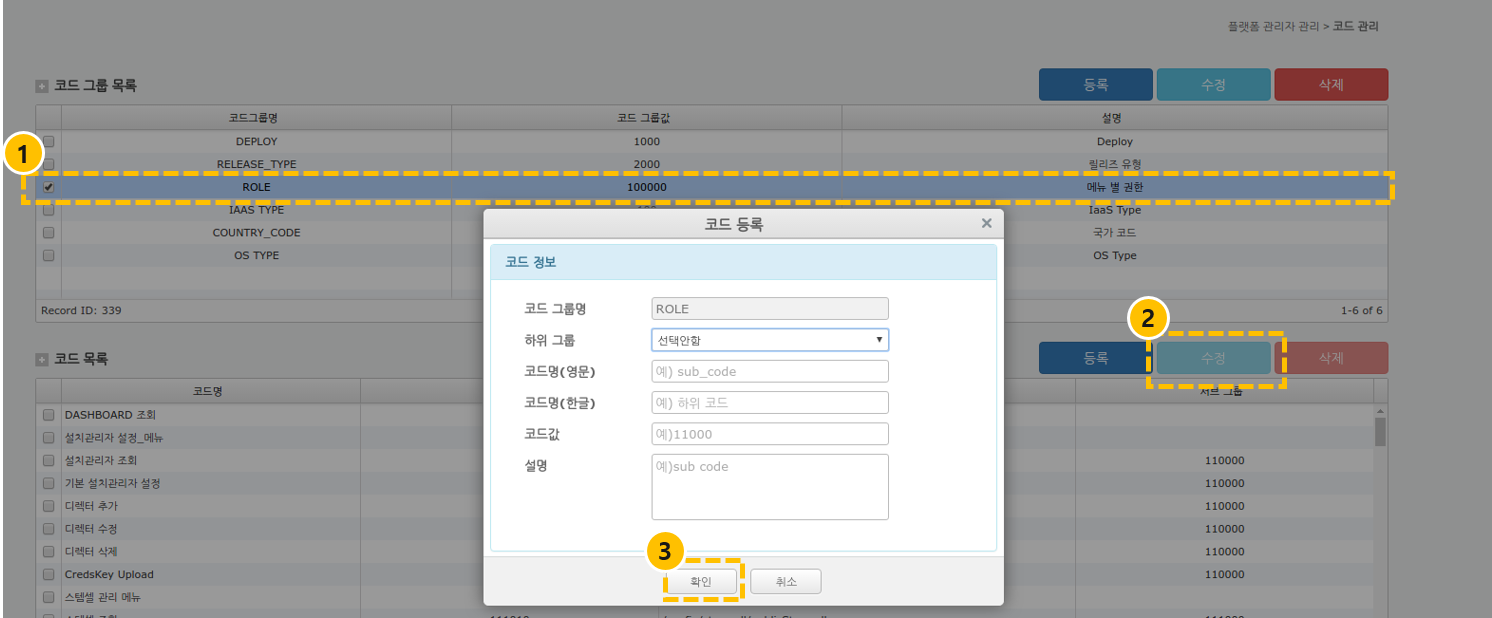 플랫폼 관리자 관리 > 코드 관리
코드 그룹 목록
등록 수정 삭제
코드그룹명 코드 그룹값 설명
DEPLOY 1000 Deploy
1
RELEASE_TYPE 2000 릴리즈 유형
ROLE 100000 메뉴 별 권한
IAAS TYPE IaaS Type
COUNTRY_CODE 국가 코드
OS TYPE OS Type
Record ID: 339 1-6 of 6
코드 등록
코드 정보
코드 그룹명 ROLE
하위 그룹 선택안함
코드명(영문) 예) sub_code
코드명(한글) 예) 하위 코드
코드값 예)11000
설명 예)sub code
3
확인 취소
2
코드 목록
등록 수정 삭제
코드명 서브 그룹
DASHBOARD 조회
설치관리자 설정_메뉴
설치관리자 조회 110000
기본 설치관리자 설정 110000
디렉터 추가 110000
디렉터 수정 110000
디렉터 삭제 110000
CredsKey Upload 110000
스템셀 관리 메뉴